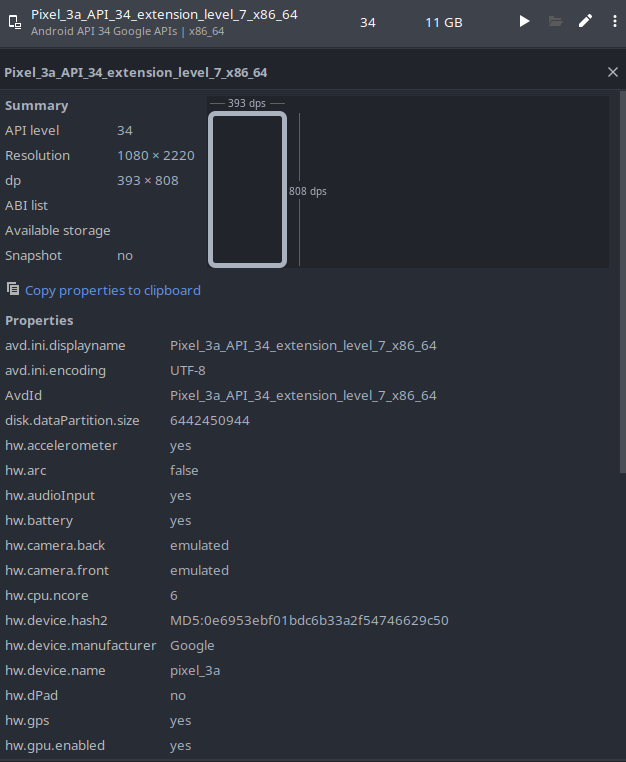 Pixel_3a_API_34_extension_level_7_x86_64 34 11 GB
Android API 34 Google APIs | x86_64
Pixel_3a_API_34_extension_level_7_x86_64
Summary
API level 34
Resolution 1080 × 2220
dp 393 × 808
ABI list
Available storage
Snapshot no
393 dps
808 dps
Copy properties to clipboard
Properties
avd.ini.displayname Pixel_3a_API_34_extension_level_7_x86_64
avd.ini.encoding UTF-8
AvdId Pixel_3a_API_34_extension_level_7_x86_64
disk.dataPartition.size 6442450944
hw.accelerometer yes
hw.arc false
hw.audioInput yes
hw.battery yes
hw.camera.back emulated
hw.camera.front emulated
hw.cpu.ncore 6
hw.device.hash2 MD5:0e6953ebf01bdc6b33a2f54746629c50
hw.device.manufacturer Google
hw.device.name pixel_3a
hw.dPad no
hw.gps yes
hw.gpu.enabled yes